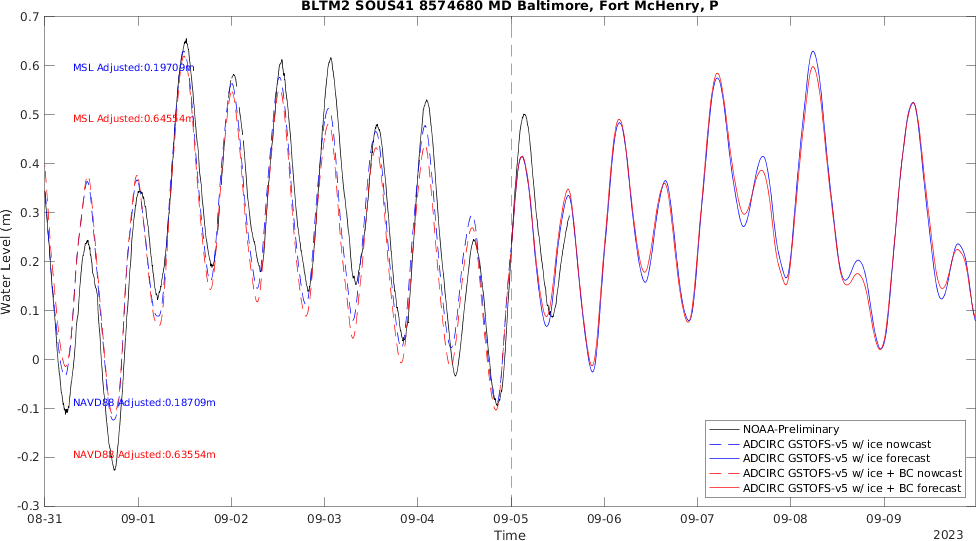 BLTM2 SOUS41 8574680 MD Baltimore, Fort McHenry, P
0.7
0.6
0.5
0.4
0.3
0.2
0.1
0
-0.1
-0.2
-0.3
Water Level (m)
MSL Adjusted:0.19709m
MSL Adjusted:0.64554m
NAVD88 Adjusted:0.18709m
NAVD88 Adjusted:0.63554m
NOAA-Preliminary
ADCIRC GSTOFS-v5 w/ ice nowcast
ADCIRC GSTOFS-v5 w/ ice forecast
ADCIRC GSTOFS-v5 w/ ice + BC nowcast
ADCIRC GSTOFS-v5 w/ ice + BC forecast
08-31 09-01 09-02 09-03 09-04 09-05 09-06 09-07 09-08 09-09
Time
2023